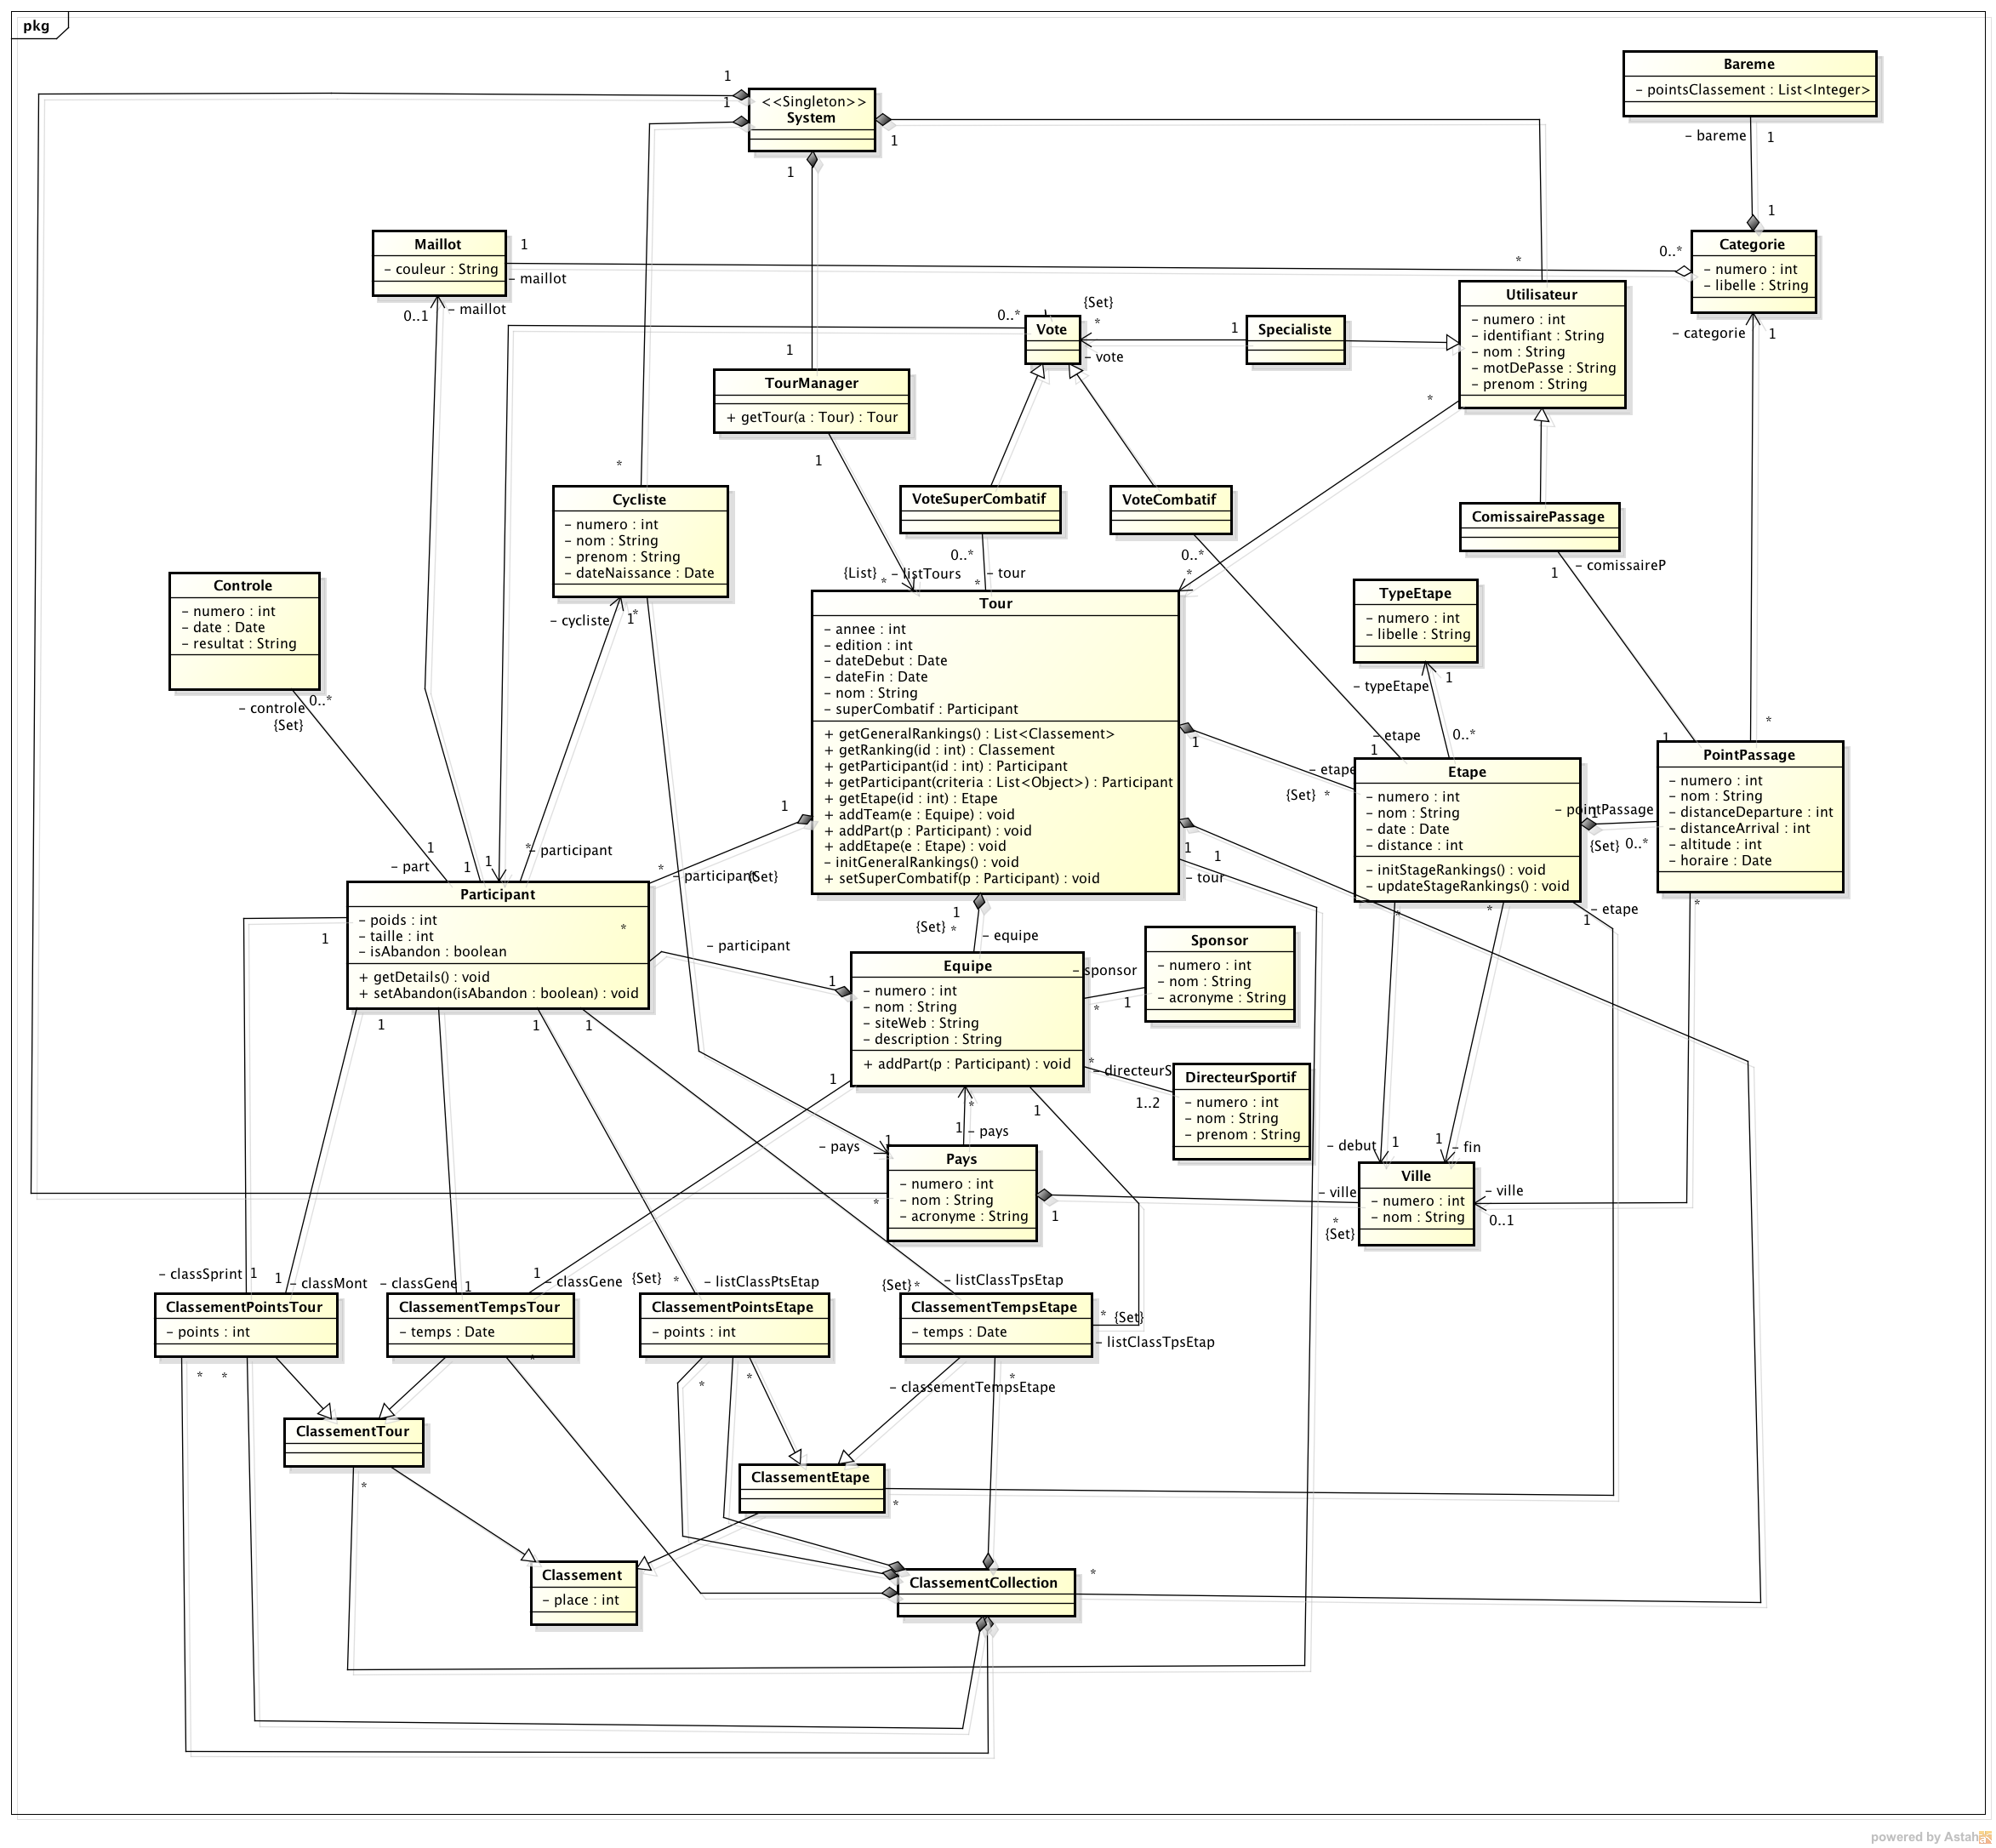 pkg
Bareme
– pointsClassement : List<Integer>
– bareme
1
1
<<Singleton>>
System
1
1
1
1
Maillot
– couleur : String
1
– maillot
0..*
Categorie
– numero : int
– libelle : String
– categorie
1
0..1
– maillot
*
Utilisateur
– numero : int
– identifiant : String
– nom : String
– motDePasse : String
– prenom : String
*
{Set}
*
0..*
Vote
– vote
1
Specialiste
1
TourManager
+ getTour(a : Tour) : Tour
1
*
Cycliste
– numero : int
– nom : String
– prenom : String
– dateNaissance : Date
– cycliste
1
*
VoteSuperCombatif
0..*
– tour
*
VoteCombatif
0..*
*
ComissairePassage
1
– comissaireP
{List}
*
– listTours
Controle
– numero : int
– date : Date
– resultat : String
– controle
0..*
{Set}
TypeEtape
– numero : int
– libelle : String
– typeEtape
1
0..*
Tour
– annee : int
– edition : int
– dateDebut : Date
– dateFin : Date
– nom : String
– superCombatif : Participant
+ getGeneralRankings() : List<Classement>
+ getRanking(id : int) : Classement
+ getParticipant(id : int) : Participant
+ getParticipant(criteria : List<Object>) : Participant
+ getEtape(id : int) : Etape
+ addTeam(e : Equipe) : void
+ addPart(p : Participant) : void
+ addEtape(e : Etape) : void
– initGeneralRankings() : void
+ setSuperCombatif(p : Participant) : void
1
– etape
{Set}
*
– etape
1
Etape
– numero : int
– nom : String
– date : Date
– distance : int
– initStageRankings() : void
– updateStageRankings() : void
– pointPassage
1
{Set}
0..*
*
1
PointPassage
– numero : int
– nom : String
– distanceDeparture : int
– distanceArrival : int
– altitude : int
– horaire : Date
*
1
1
1
– tour
1
– part
1
1
*
– participant
*
– participant
{Set}
Participant
– poids : int
– taille : int
– isAbandon : boolean
+ getDetails() : void
+ setAbandon(isAbandon : boolean) : void
*
– participant
1
1
1
1
1
1
{Set}
*
– equipe
Equipe
– numero : int
– nom : String
– siteWeb : String
– description : String
+ addPart(p : Participant) : void
1
1
– sponsor
*
1
Sponsor
– numero : int
– nom : String
– acronyme : String
*
– directeurS
1..2
DirecteurSportif
– numero : int
– nom : String
– prenom : String
*
*
– etape
1
*
1
– pays
– pays
1
Pays
– numero : int
– nom : String
– acronyme : String
*
1
– ville
*
{Set}
– debut
1
1
– fin
Ville
– numero : int
– nom : String
– ville
0..1
– classSprint
1
1
– classMont
– classGene
1
1
– classGene
{Set}
*
– listClassPtsEtap
{Set}
*
– listClassTpsEtap
*
{Set}
– listClassTpsEtap
ClassementPointsTour
– points : int
ClassementTempsTour
– temps : Date
ClassementPointsEtape
– points : int
ClassementTempsEtape
– temps : Date
*
*
*
*
*
*
– classementTempsEtape
ClassementTour
*
ClassementEtape
*
Classement
– place : int
ClassementCollection
*
powered by Astah